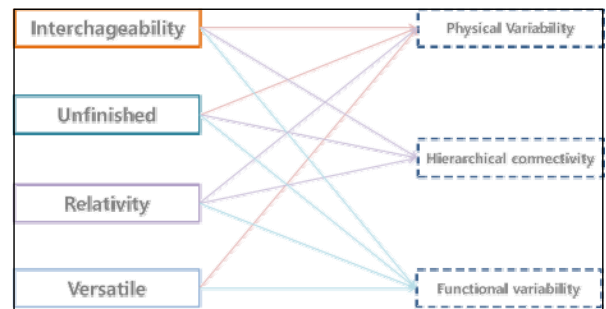 Interchageability
Physical Variability
Unfinished
Hierarchical connectivity
Relativity
Versatile
Functional variability